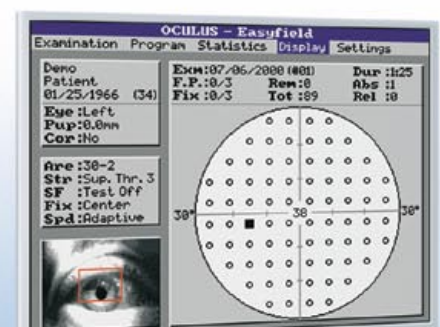 OCULUS - Easyfield
Examination Program Statistics Display Settings
Demo
Patient
01/25/1966 (34)
Eye :Left
Pup:0.0mm
Cor:No
Are :30-2
Str :Sup. Thr. 3
SF :Test Off
Fix :Center
Spd:Adaptive
Exm:07/06/2000 (#01) Dur :1:25
F.P. :0/3 Rem:0 Abs :1
Fix :0/3 Tot :89 Rel :0
30° 38 30°